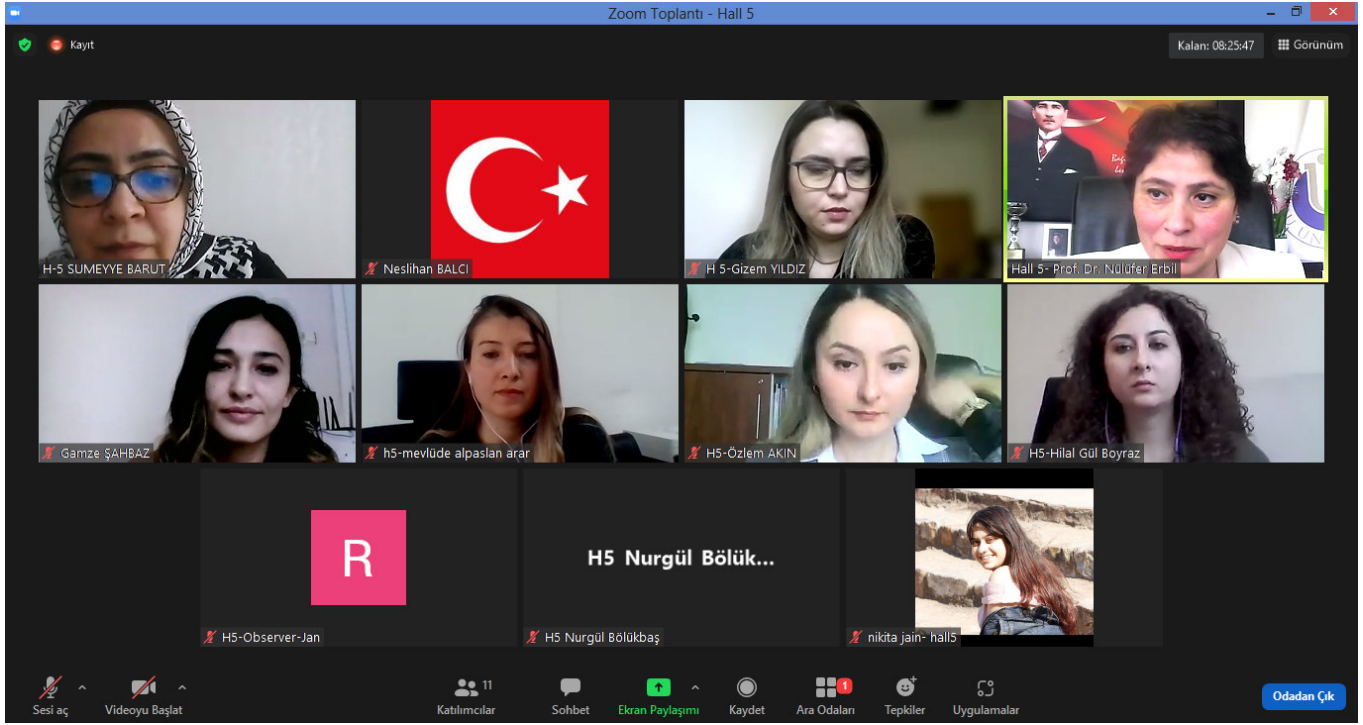 Zoom Toplantı - Hall 5
Kayıt
Kalan: 08:25:47
Görünüm
H-5 SUMEYYE BARUT
Neslihan BALCI
H 5-Gizem YILDIZ
Hall 5- Prof. Dr. Nülüfer Erbil
Gamze ŞAHBAZ
h5-mevlüde alpaslan arar
H5-Özlem AKIN
H5-Hilal Gül Boyraz
R
H5 Nurgül Bölük...
H5-Observer-Jan
H5 Nurgül Bölükbaş
nikita jain- hall5
Sesi aç
Videoyu Başlat
11
Katılımcılar
Sohbet
Ekran Paylaşımı
Kaydet
1
Ara Odaları
Tepkiler
Uygulamalar
Odadan Çık